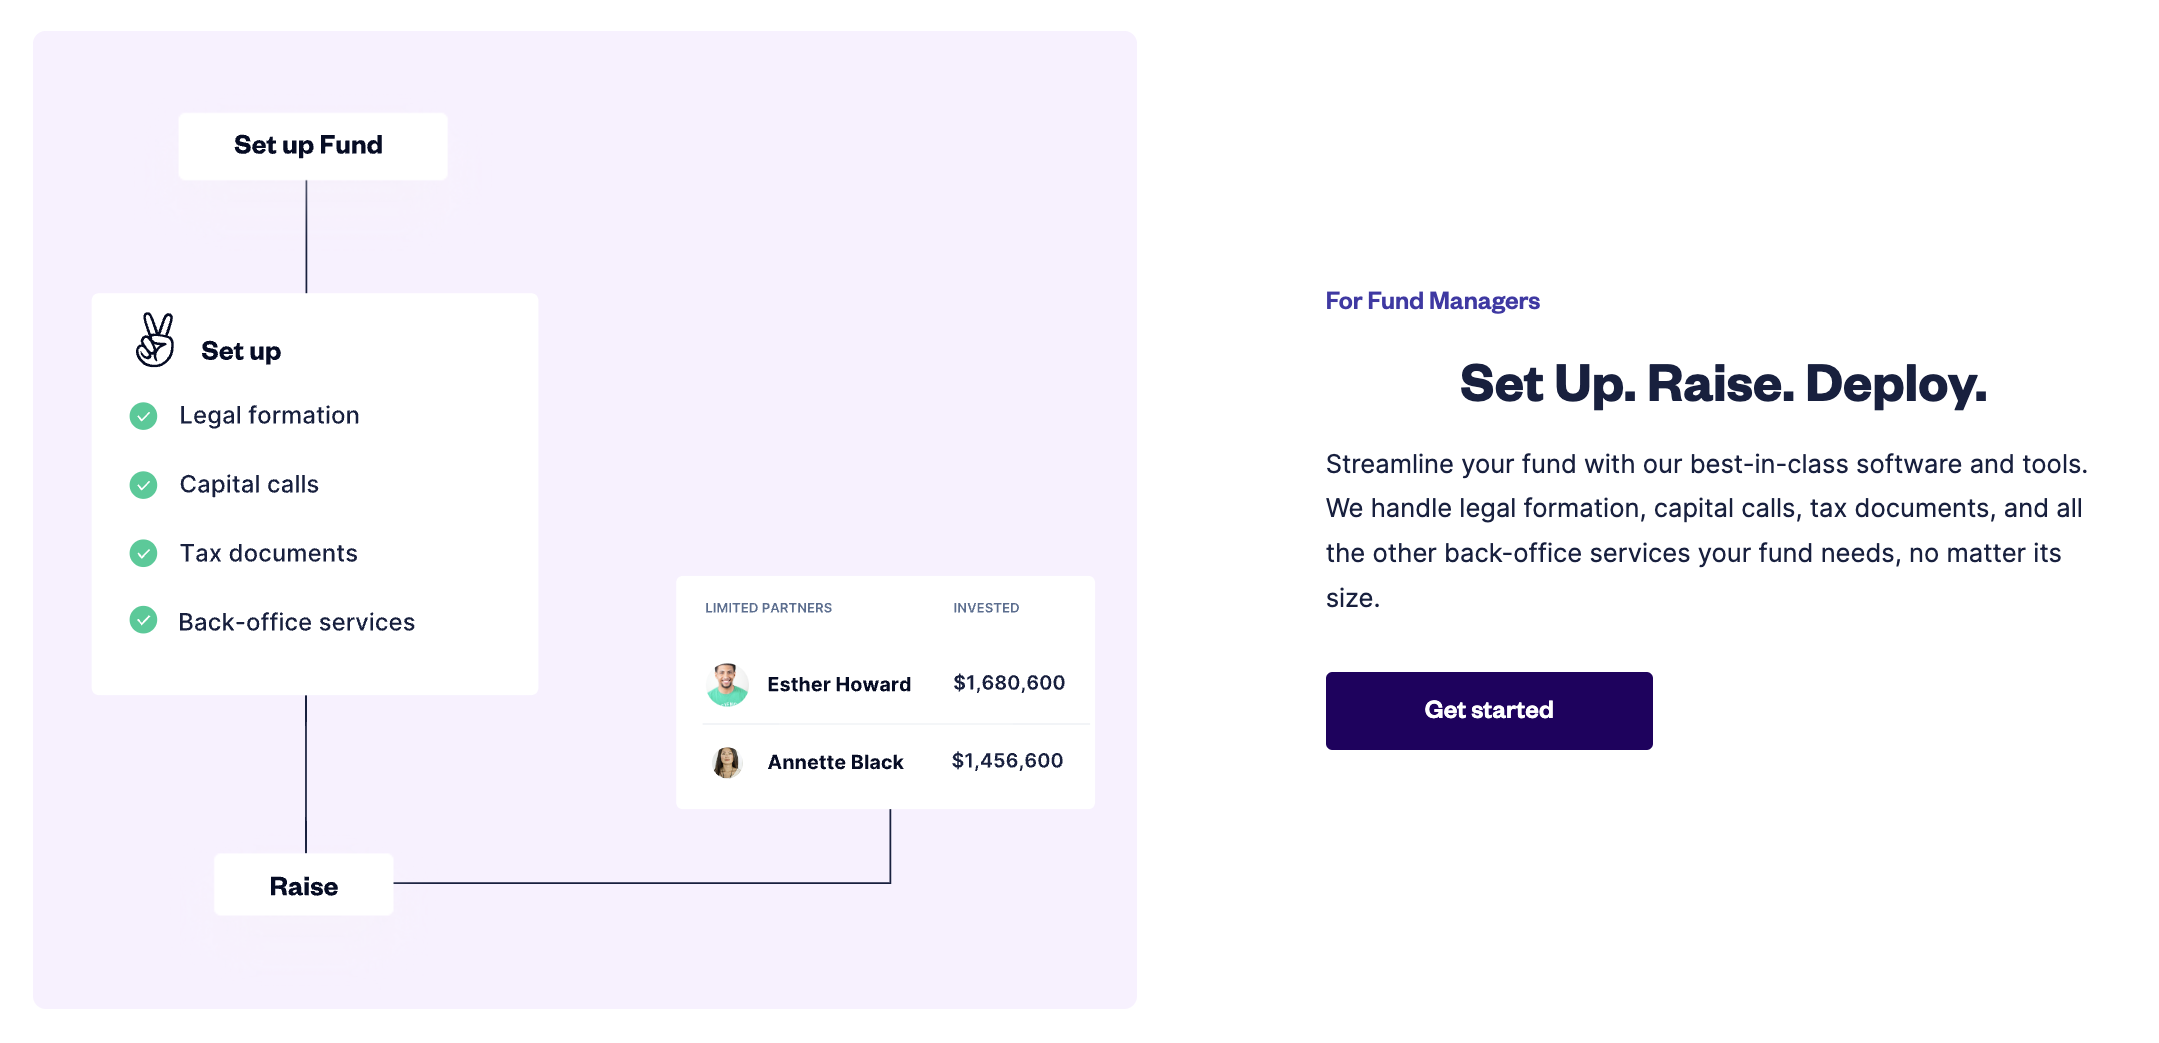 Set up Fund
Set up
Legal formation
Capital calls
Tax documents
Back-office services
Raise
LIMITED PARTNERS INVESTED
Esther Howard $1,680,600
Annette Black $1,456,600
For Fund Managers
Set Up. Raise. Deploy.
Streamline your fund with our best-in-class software and tools.
We handle legal formation, capital calls, tax documents, and all
the other back-office services your fund needs, no matter its
size.
Get started